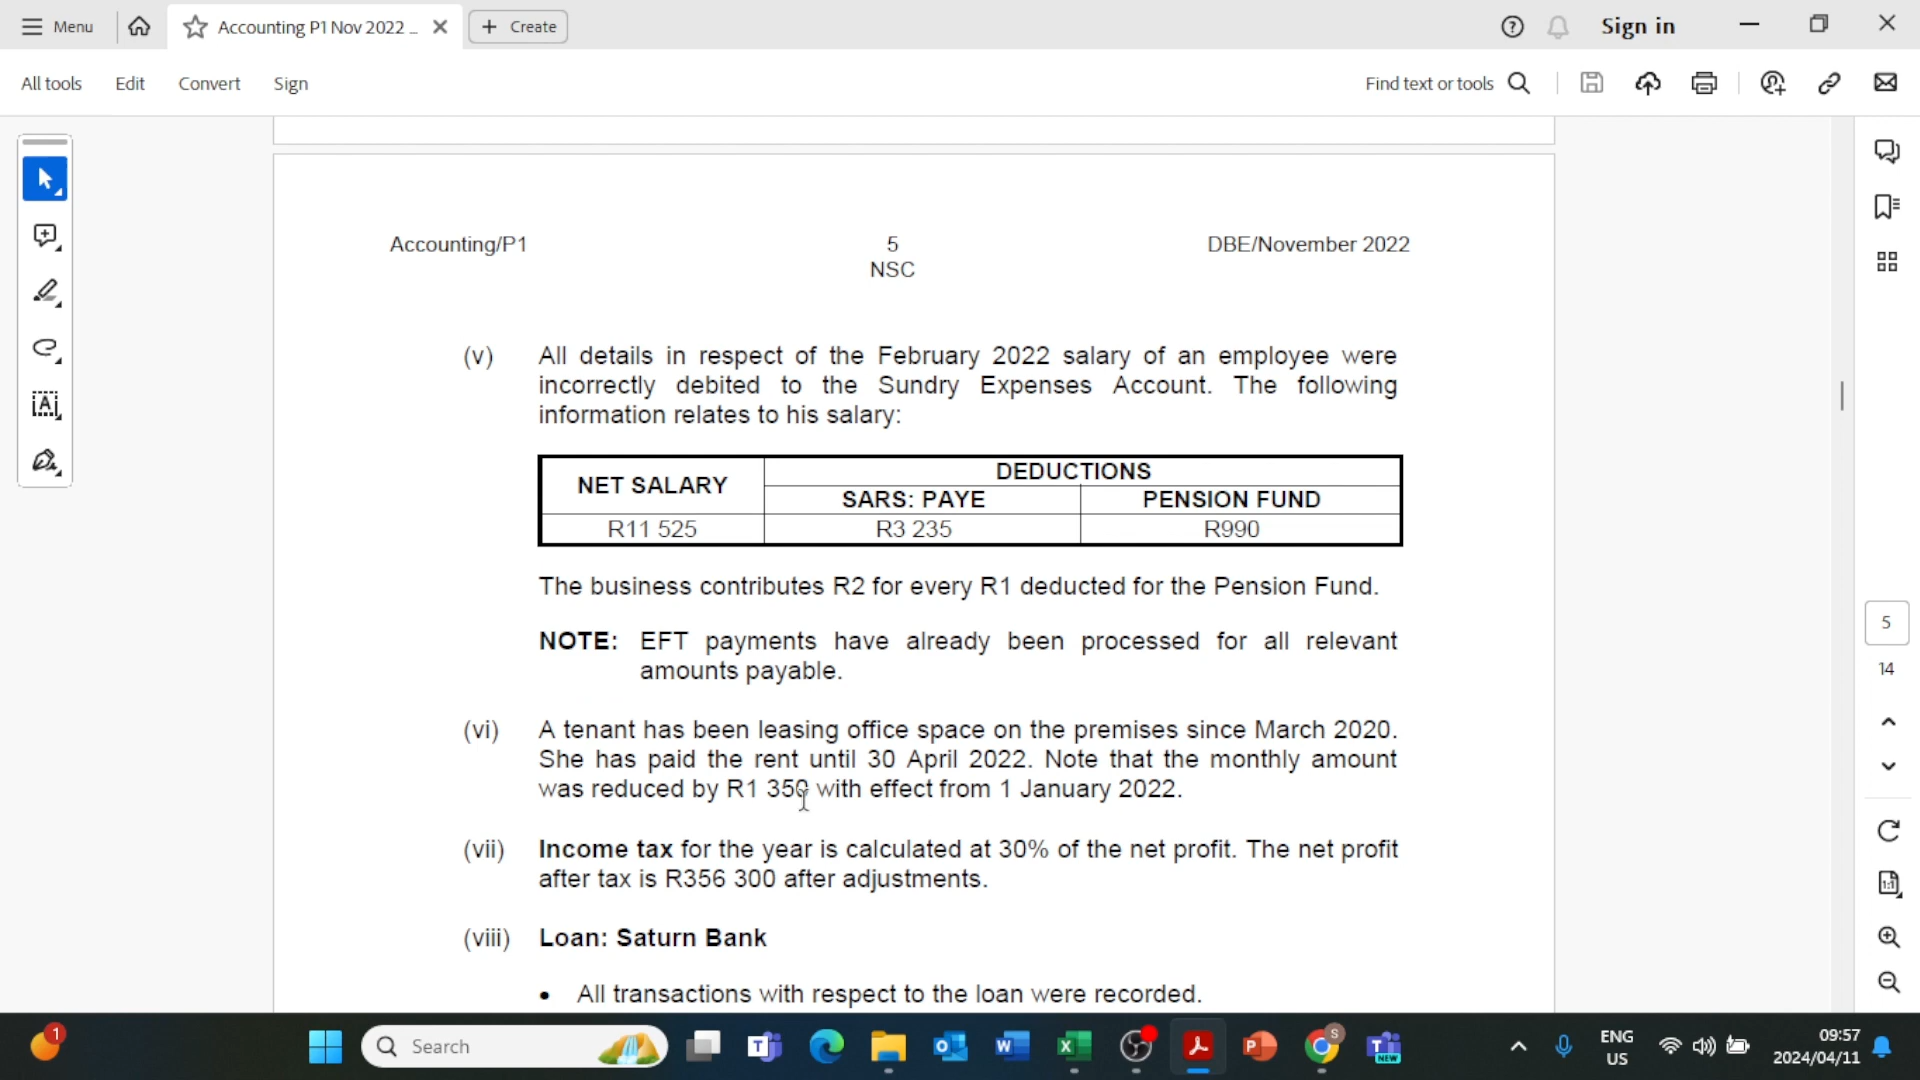 Menu
Accounting P1 Nov 2022 _
Create
Sign in
All tools
Edit
Convert
Sign
Find text or tools
Accounting/P1
5
DBE/November 2022
NSC
(v) All details in respect of the February 2022 salary of an employee were
incorrectly debited to the Sundry Expenses Account. The following
information relates to his salary:
NET SALARY
DEDUCTIONS
SARS: PAYE
PENSION FUND
R11 525
R3 235
R990
The business contributes R2 for every R1 deducted for the Pension Fund.
NOTE: EFT payments have already been processed for all relevant
amounts payable.
(vi) A tenant has been leasing office space on the premises since March 2020.
She has paid the rent until 30 April 2022. Note that the monthly amount
was reduced by R1 350 with effect from 1 January 2022.
(vii) Income tax for the year is calculated at 30% of the net profit. The net profit
after tax is R356 300 after adjustments.
(viii) Loan: Saturn Bank
• All transactions with respect to the loan were recorded.
5
14
1
Search
NEW
ENG
US
09:57
2024/04/11